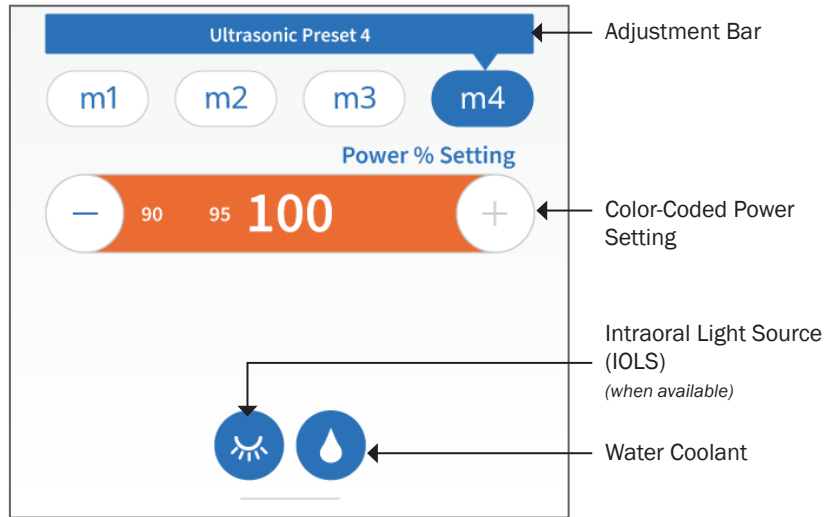 Ultrasonic Preset 4
Adjustment Bar
m1 m2 m3 m4
Power % Setting
90 95 100
Color-Coded Power
Setting
Intraoral Light Source
(IOLS)
(when available)
Water Coolant